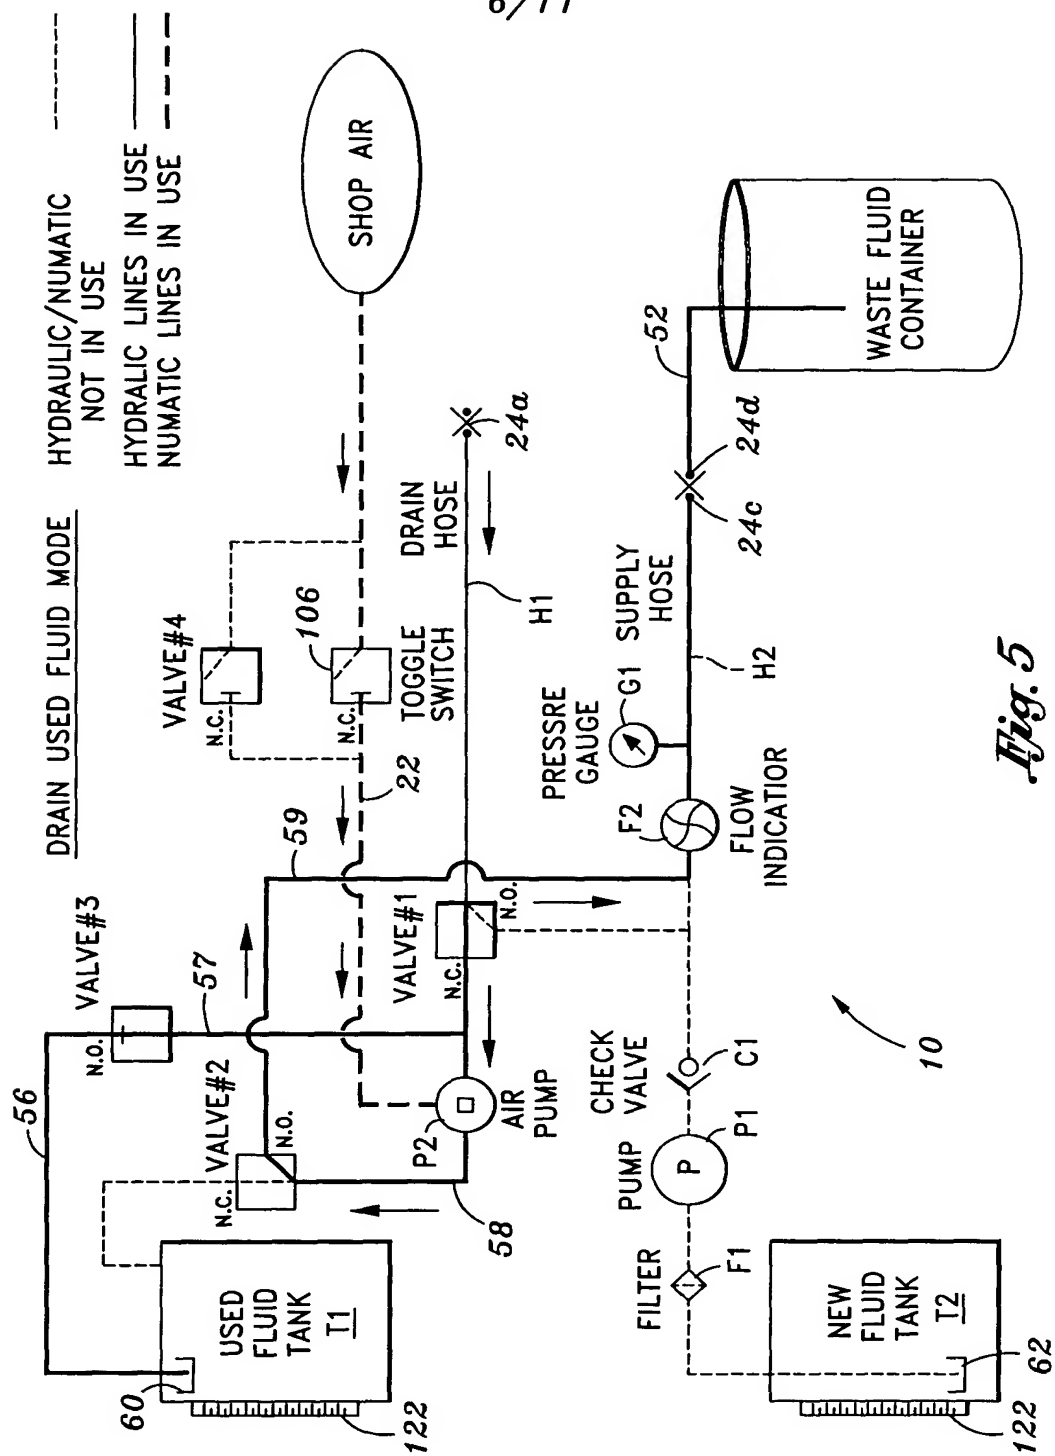 6/11
DRAIN USED FLUID MODE
HYDRAULIC/NUMATIC
NOT IN USE
HYDRALIC LINES IN USE
NUMATIC LINES IN USE
VALVE#4
N.C.
106
N.C.
TOGGLE
SWITCH
SHOP AIR
22
DRAIN
HOSE
24a
H1
VALVE#3
N.O.
57
56
59
VALVE#2
N.C.
N.O.
VALVE#1
N.C.
N.O.
P2
AIR
PUMP
58
USED
FLUID
TANK
T1
60
122
PRESSRE
GAUGE
G1
SUPPLY
HOSE
H2
F2
FLOW
INDICATIOR
24c
24d
52
WASTE FLUID
CONTAINER
CHECK
VALVE
C1
PUMP
P
P1
FILTER
F1
NEW
FLUID
TANK
T2
62
122
10
Fig. 5